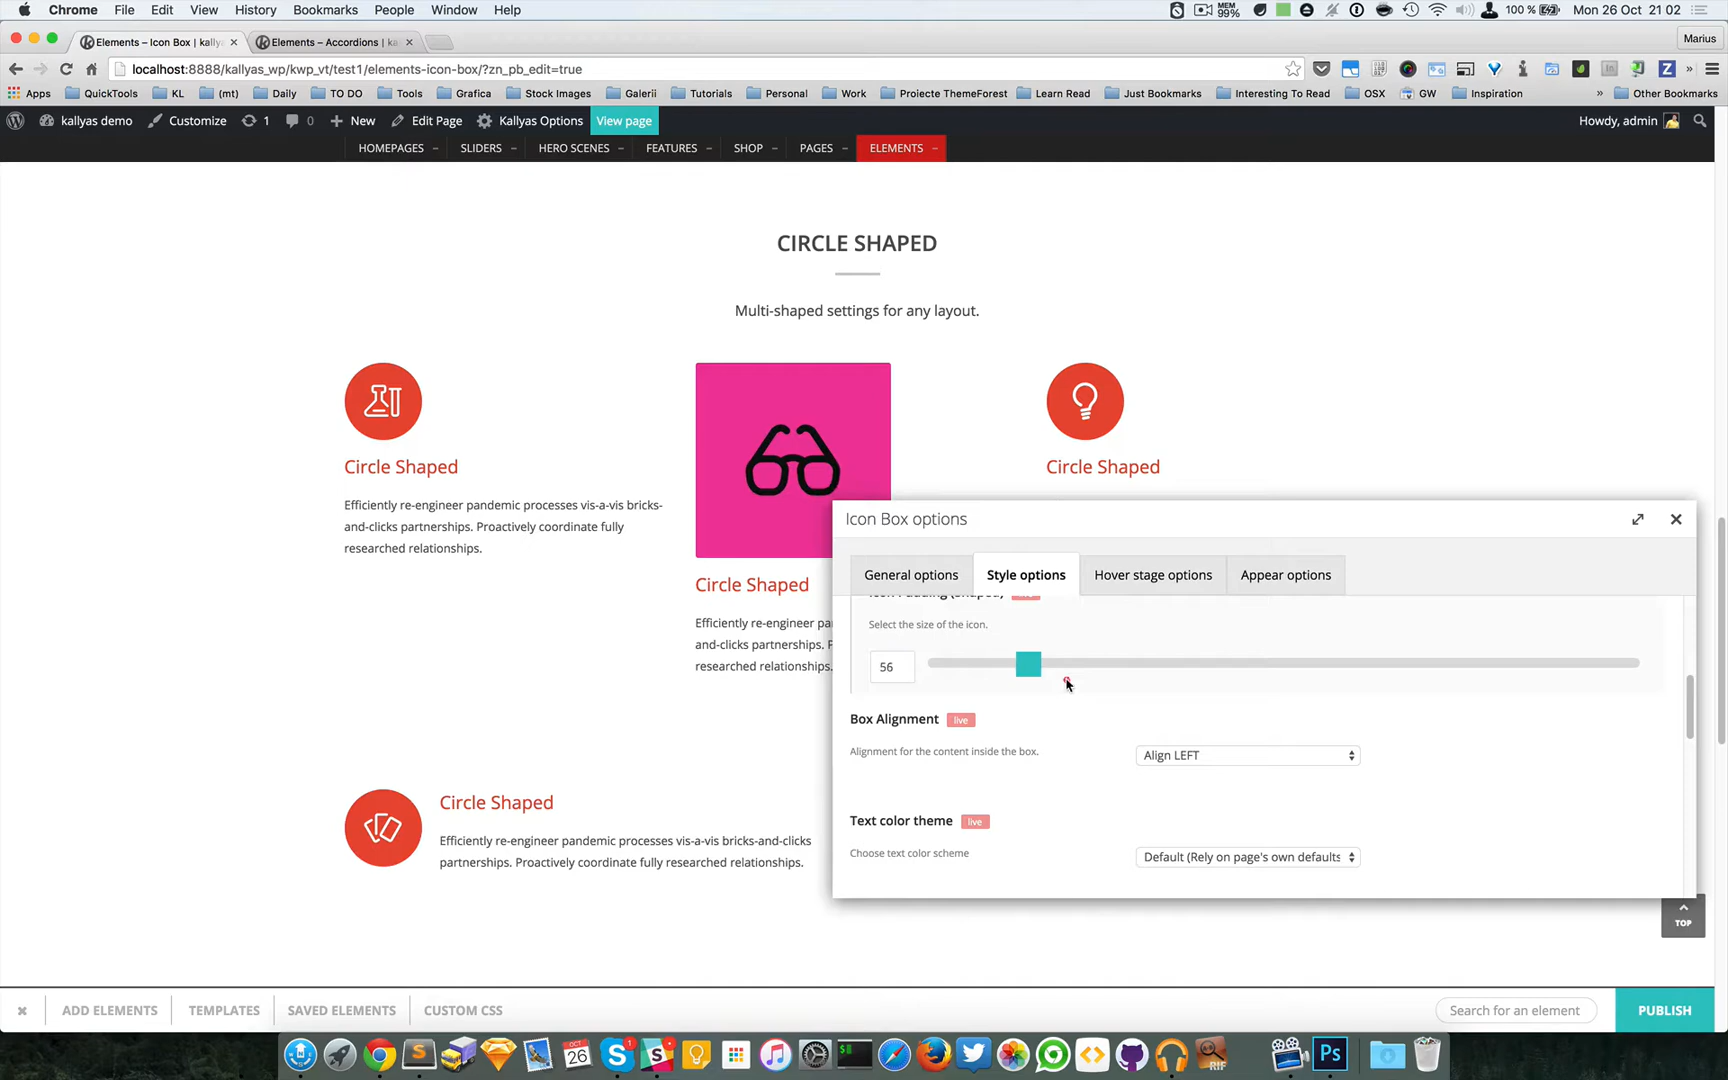 Chrome File Edit View History Bookmarks People Window Help
MEM 99% 100 % Mon 26 Oct 21 02
Elements – Icon Box | kally Elements – Accordions | ka Marius
localhost:8888/kallyas_wp/kwp_vt/test1/elements-icon-box/?zn_pb_edit=true
Apps QuickTools KL (mt) Daily TO DO Tools Grafica Stock Images Galerii Tutorials Personal Work Proiecte ThemeForest Learn Read Just Bookmarks Interesting To Read OSX GW Inspiration » Other Bookmarks
kallyas demo Customize 1 0 New Edit Page Kallyas Options View page Howdy, admin
HOMEPAGES SLIDERS HERO SCENES FEATURES SHOP PAGES ELEMENTS
CIRCLE SHAPED
Multi-shaped settings for any layout.
Circle Shaped
Efficiently re-engineer pandemic processes vis-a-vis bricks-
and-clicks partnerships. Proactively coordinate fully
researched relationships.
Circle Shaped
Efficiently re-engineer pa
and-clicks partnerships. P
researched relationships.
Circle Shaped
Circle Shaped
Efficiently re-engineer pandemic processes vis-a-vis bricks-and-clicks
partnerships. Proactively coordinate fully researched relationships.
Icon Box options
General options Style options Hover stage options Appear options
Icon Padding (shaped)
Select the size of the icon.
56
Box Alignment live
Alignment for the content inside the box.
Align LEFT
Text color theme live
Choose text color scheme
Default (Rely on page's own defaults
TOP
× ADD ELEMENTS TEMPLATES SAVED ELEMENTS CUSTOM CSS Search for an element PUBLISH
OCT 26 1 S Ps